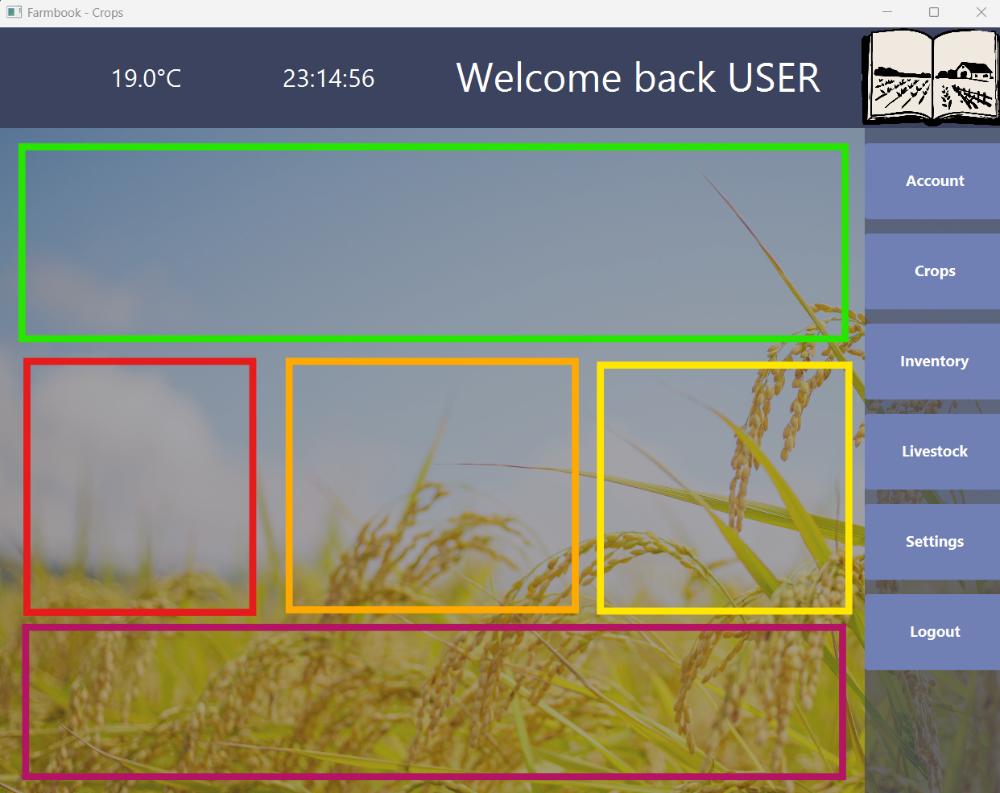 Farmbook - Crops
19.0°C 23:14:56 Welcome back USER
Account
Crops
Inventory
Livestock
Settings
Logout